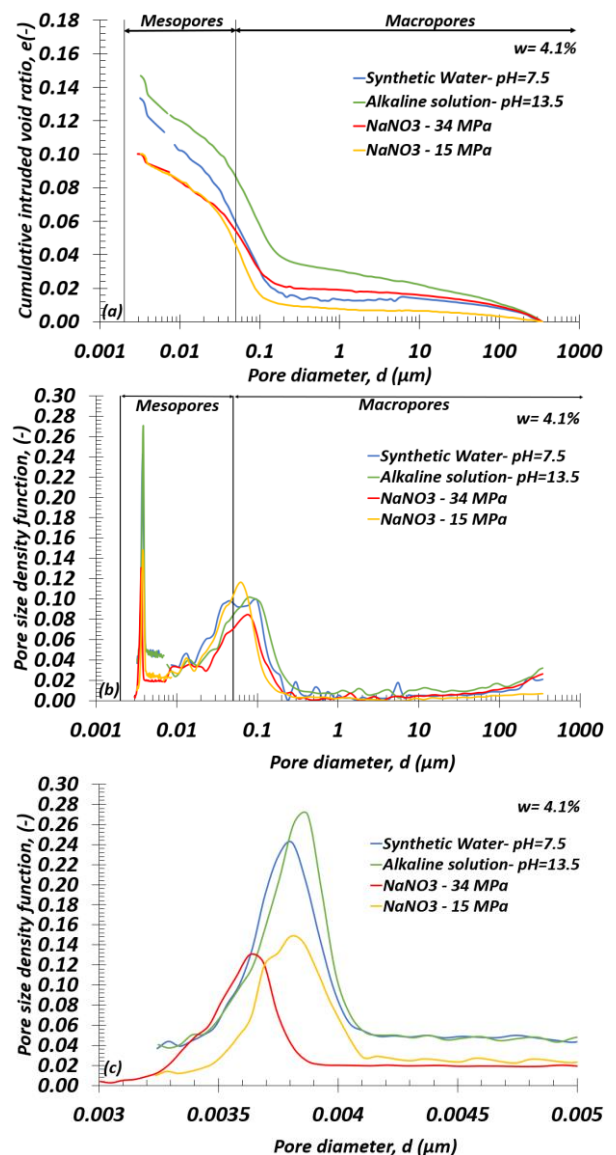 Mesopores Macropores
w= 4.1%
0.18
0.16
0.14
0.12
0.10
0.08
0.06
0.04
0.02
0.00
Cumulative intruded void ratio, e(-)
Synthetic Water- pH=7.5
Alkaline solution- pH=13.5
NaNO3 - 34 MPa
NaNO3 - 15 MPa
(a)
0.001 0.01 0.1 1 10 100 1000
Pore diameter, d (µm)
Mesopores Macropores
w= 4.1%
0.30
0.28
0.26
0.24
0.22
0.20
0.18
0.16
0.14
0.12
0.10
0.08
0.06
0.04
0.02
0.00
Pore size density function, (-)
Synthetic Water- pH=7.5
Alkaline solution- pH=13.5
NaNO3 - 34 MPa
NaNO3 - 15 MPa
(b)
0.001 0.01 0.1 1 10 100 1000
Pore diameter, d (µm)
w= 4.1%
0.30
0.28
0.26
0.24
0.22
0.20
0.18
0.16
0.14
0.12
0.10
0.08
0.06
0.04
0.02
0.00
Pore size density function, (-)
Synthetic Water- pH=7.5
Alkaline solution- pH=13.5
NaNO3 - 34 MPa
NaNO3 - 15 MPa
(c)
0.003 0.0035 0.004 0.0045 0.005
Pore diameter, d (µm)